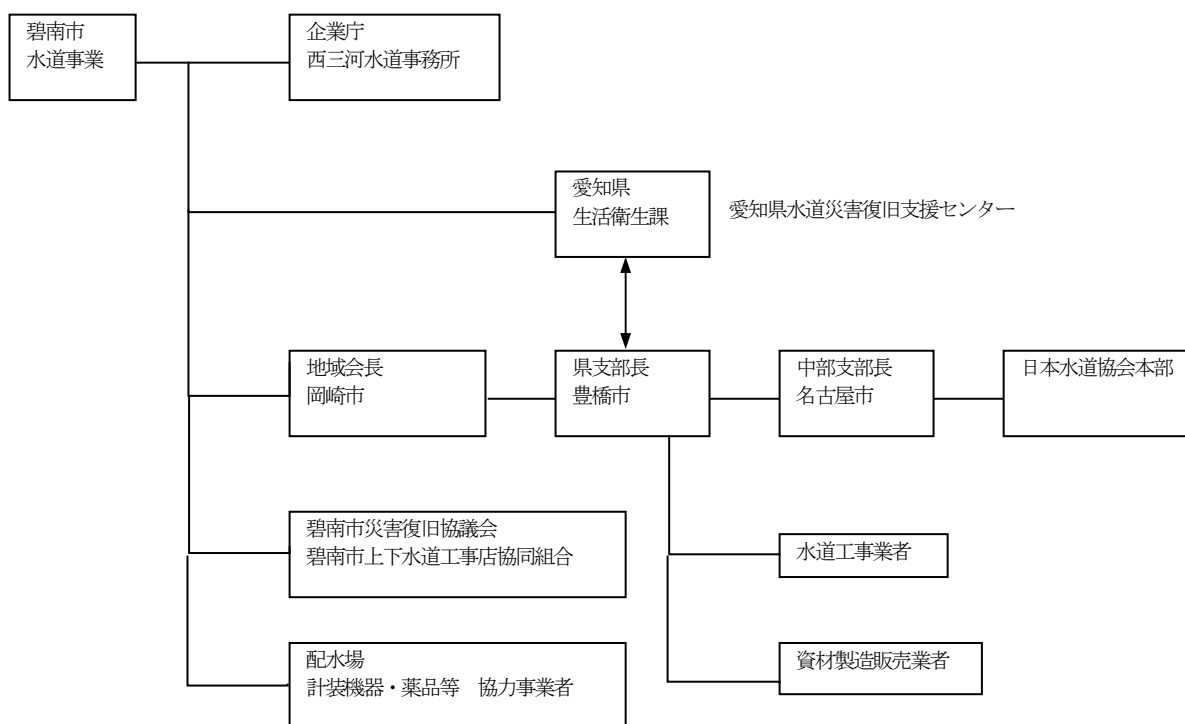 碧南市
水道事業
企業庁
西三河水道事務所
愛知県
生活衛生課
愛知県水道災害復旧支援センター
地域会長
岡崎市
県支部長
豊橋市
中部支部長
名古屋市
日本水道協会本部
碧南市災害復旧協議会
碧南市上下水道工事店協同組合
水道工事業者
配水場
計装機器・薬品等　協力事業者
資材製造販売業者